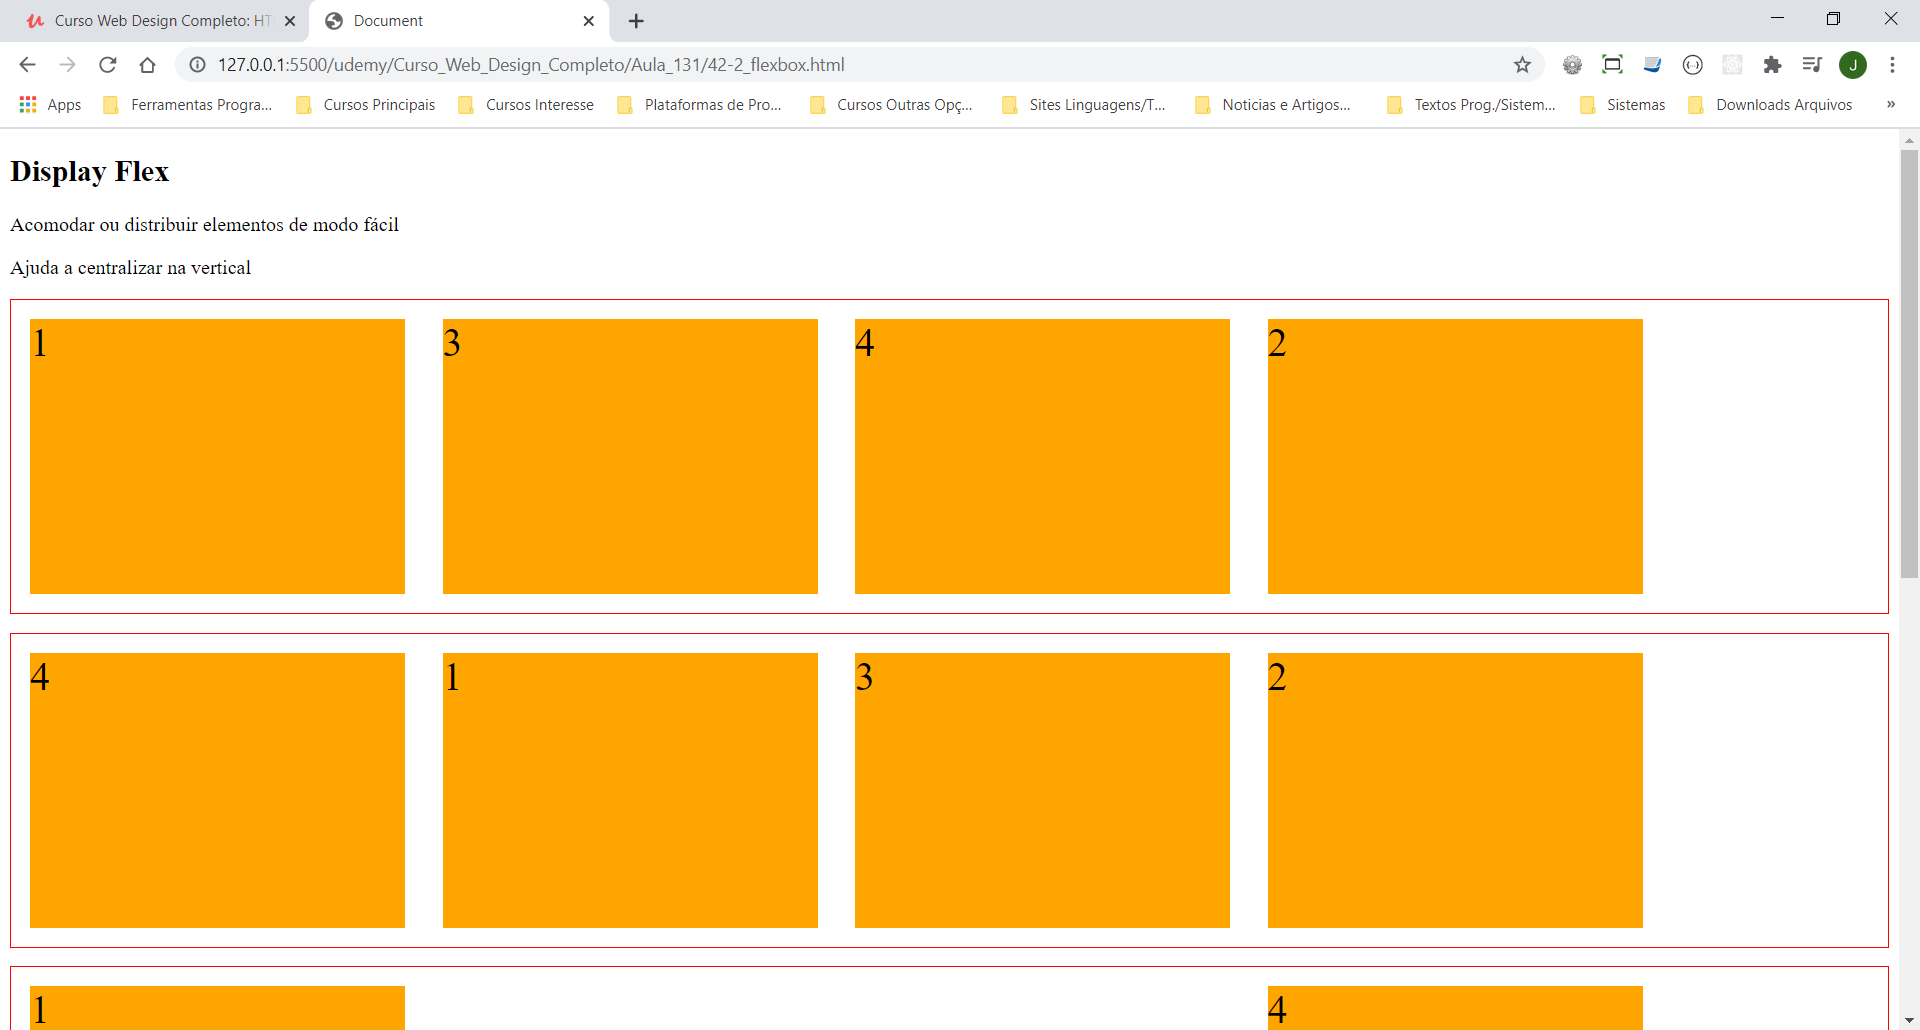 Curso Web Design Completo: HT
Document
127.0.0.1:5500/udemy/Curso_Web_Design_Completo/Aula_131/42-2_flexbox.html
J
Apps
Ferramentas Progra...
Cursos Principais
Cursos Interesse
Plataformas de Pro...
Cursos Outras Opç...
Sites Linguagens/T...
Noticias e Artigos...
Textos Prog./Sistem...
Sistemas
Downloads Arquivos
»
Display Flex
Acomodar ou distribuir elementos de modo fácil
Ajuda a centralizar na vertical
1 3 4 2
4 1 3 2
1 4